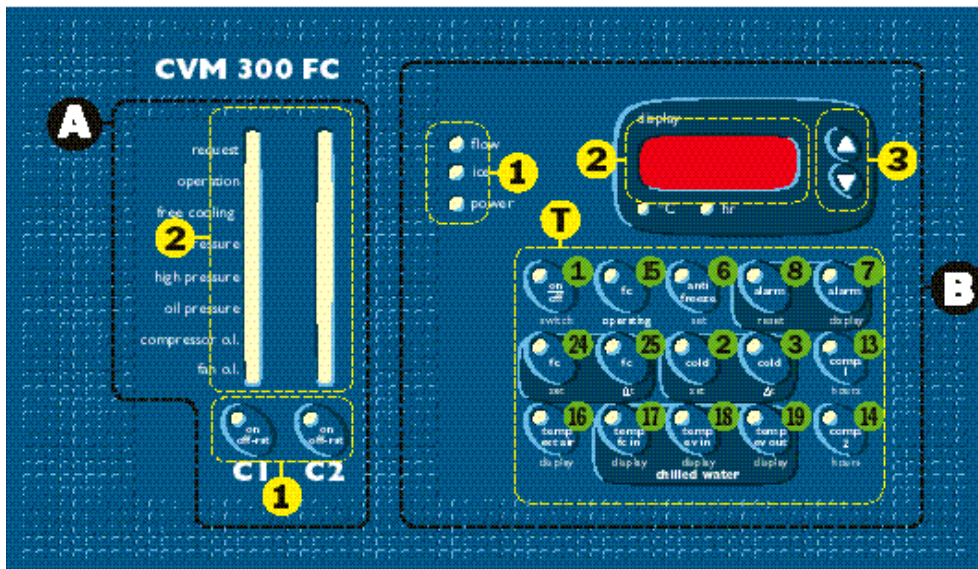 CVM 300 FC
A
request
operation
free cooling
2
pressure
high pressure
oil pressure
compressor o.l.
fan o.l.
on
off-rst
on
off-rst
C1 C2
1
display
flow
ice
power
1
2
3
°C hr
T
B
on
off
1
switch
fc
15
operating
anti
freeze
6
set
alarm
8
reset
alarm
7
display
fc
24
set
fc
25
Δt
cold
2
set
cold
3
Δt
comp
1
13
hours
temp
ext air
16
display
temp
fc in
17
display
temp
ev in
18
display
temp
ev out
19
display
comp
2
14
hours
chilled water